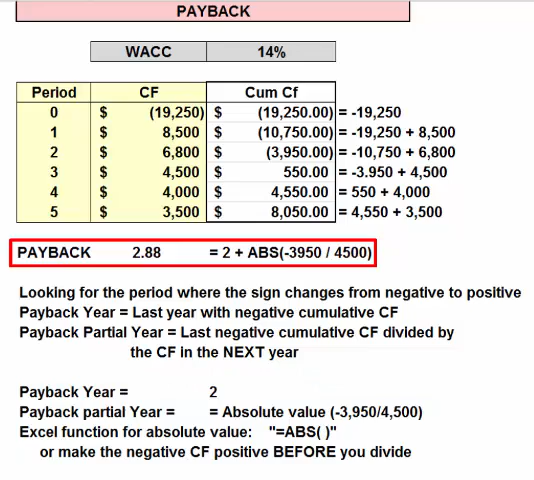 PAYBACK
WACC 14%
Period CF Cum Cf
0 $ (19,250) $ (19,250.00) = -19,250
1 $ 8,500 $ (10,750.00) = -19,250 + 8,500
2 $ 6,800 $ (3,950.00) = -10,750 + 6,800
3 $ 4,500 $ 550.00 = -3.950 + 4,500
4 $ 4,000 $ 4,550.00 = 550 + 4,000
5 $ 3,500 $ 8,050.00 = 4,550 + 3,500
PAYBACK 2.88 = 2 + ABS(-3950 / 4500)
Looking for the period where the sign changes from negative to positive
Payback Year = Last year with negative cumulative CF
Payback Partial Year = Last negative cumulative CF divided by
the CF in the NEXT year
Payback Year = 2
Payback partial Year = = Absolute value (-3,950/4,500)
Excel function for absolute value: "=ABS( )"
or make the negative CF positive BEFORE you divide